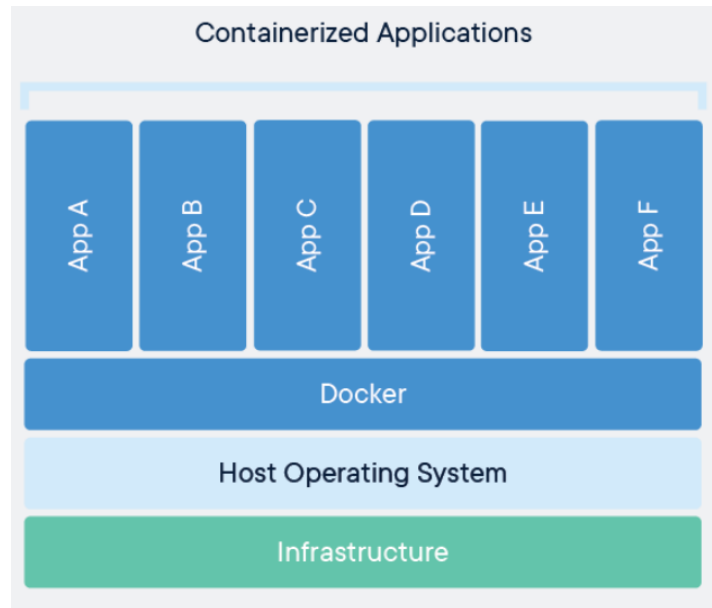 Containerized Applications
App A
App B
App C
App D
App E
App F
Docker
Host Operating System
Infrastructure